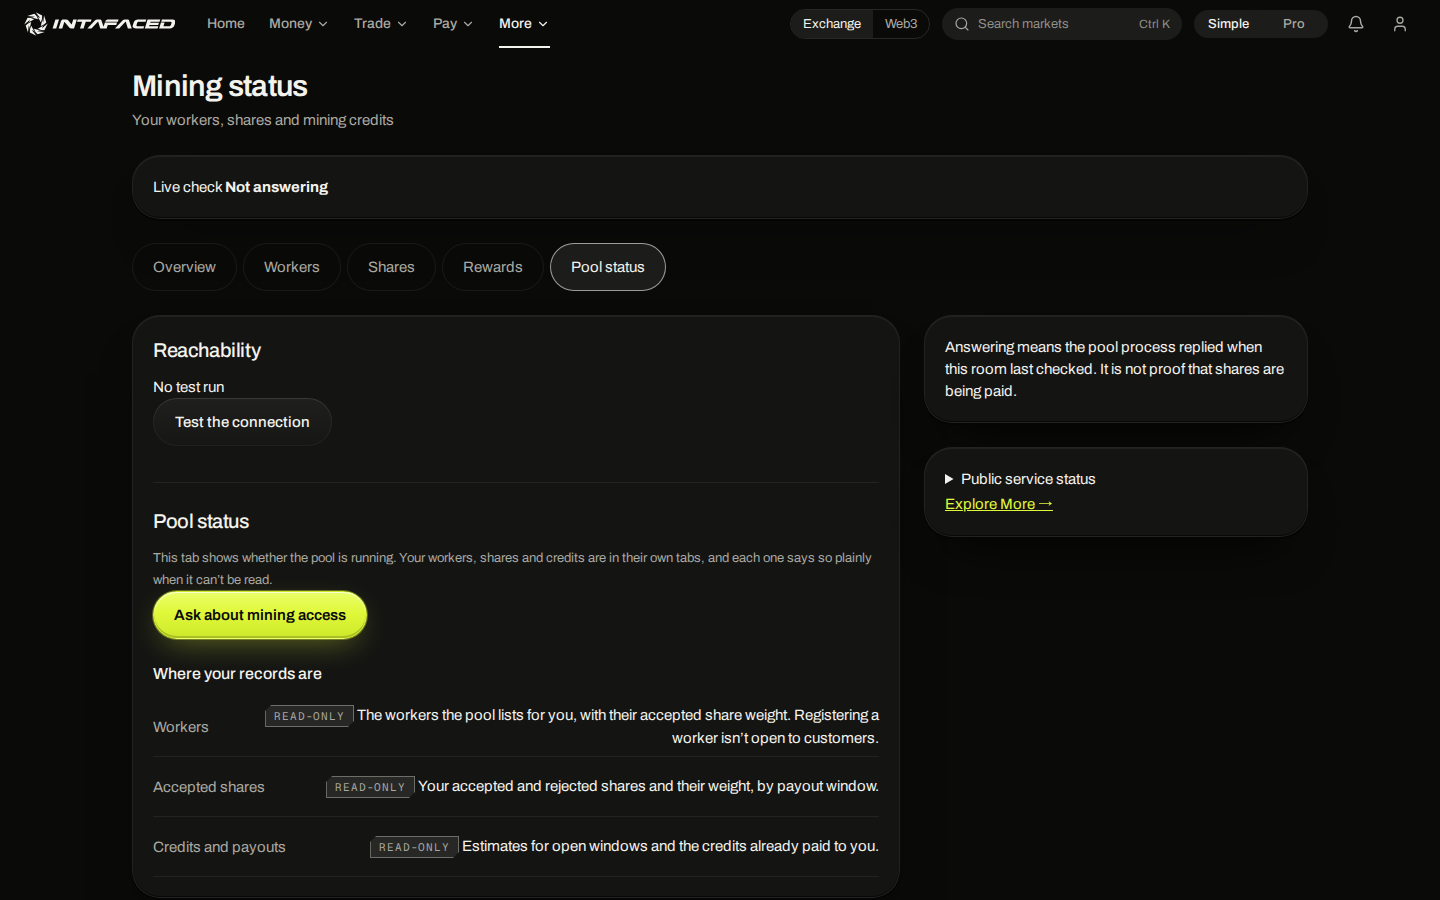 INTAFACED
Home
Money
Trade
Pay
More
Exchange
Web3
Search markets
Ctrl K
Simple
Pro
Mining status
Your workers, shares and mining credits
Live check Not answering
Overview
Workers
Shares
Rewards
Pool status
Reachability
No test run
Test the connection
Pool status
This tab shows whether the pool is running. Your workers, shares and credits are in their own tabs, and each one says so plainly
when it can’t be read.
Ask about mining access
Where your records are
Workers
READ-ONLY The workers the pool lists for you, with their accepted share weight. Registering a
worker isn’t open to customers.
Accepted shares
READ-ONLY Your accepted and rejected shares and their weight, by payout window.
Credits and payouts
READ-ONLY Estimates for open windows and the credits already paid to you.
Answering means the pool process replied when
this room last checked. It is not proof that shares are
being paid.
Public service status
Explore More →